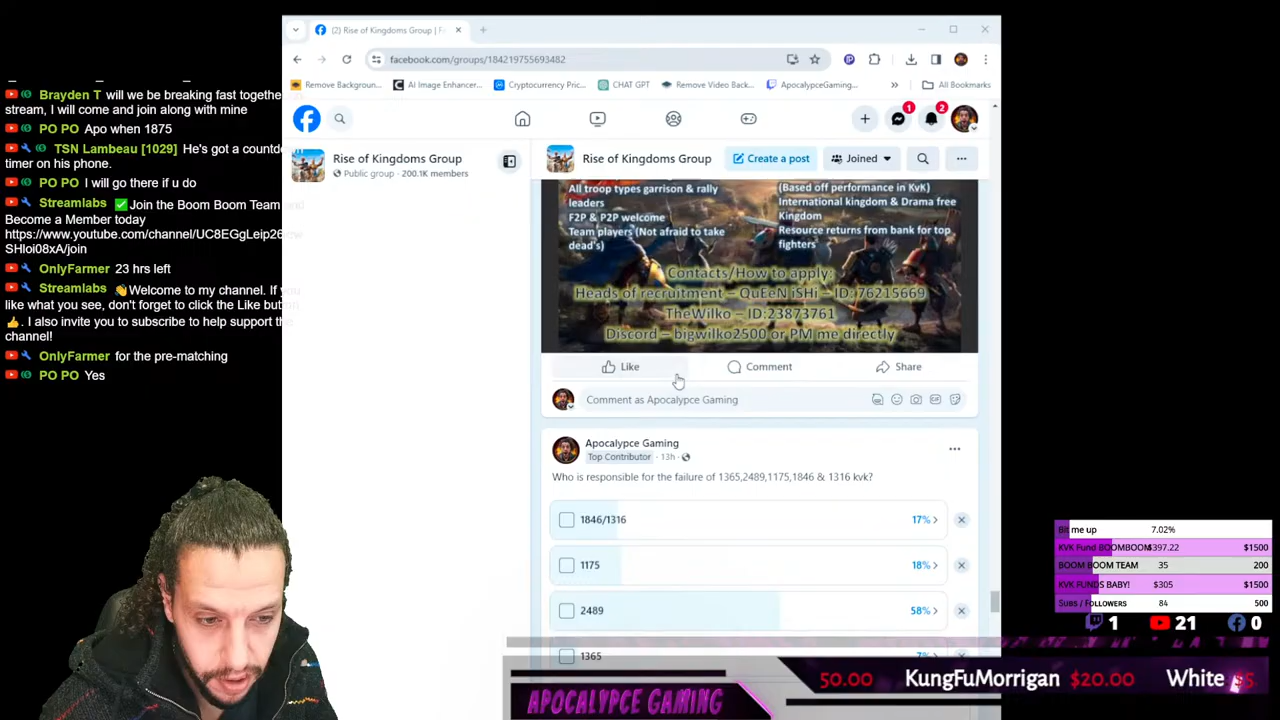 Brayden T will we be breaking fast together
stream, I will come and join along with mine
PO PO Apo when 1875
TSN Lambeau [1029] He's got a countdo
timer on his phone.
PO PO I will go there if u do
Streamlabs ✅Join the Boom Boom Team and
Become a Member today
https://www.youtube.com/channel/UC8EGgLeip26
SHIoi08xA/join
OnlyFarmer 23 hrs left
Streamlabs 👋Welcome to my channel. If you
like what you see, don't forget to click the Like button
👍. I also invite you to subscribe to help support the
channel!
OnlyFarmer for the pre-matching
PO PO Yes
(2) Rise of Kingdoms Group | F
facebook.com/groups/184219755693482
Remove Backgroun... AI Image Enhancer... Cryptocurrency Pric... CHAT GPT Remove Video Back... ApocalypceGaming... » All Bookmarks
1 2
Rise of Kingdoms Group
Public group · 200.1K members
Rise of Kingdoms Group Create a post Joined
All troop types garrison & rally
leaders
F2P & P2P welcome
Team players (Not afraid to take
dead's)
(Based off performance in KvK)
International kingdom & Drama free
Kingdom
Resource returns from bank for top
fighters
Contacts/How to apply:
Heads of recruitment – QuEeN iSHi – ID: 76215669
TheWilko – ID:23873761
Discord – bigwilko2500 or PM me directly
Like Comment Share
Comment as Apocalypce Gaming
Apocalypce Gaming
Top Contributor · 13h ·
Who is responsible for the failure of 1365,2489,1175,1846 & 1316 kvk?
1846/1316 17%
1175 18%
2489 58%
1365 7%
Bit me up 7.02%
KVK Fund BOOMBOOM $397.22 $1500
BOOM BOOM TEAM 35 200
KVK FUNDS BABY! $305 $1500
Subs / Followers 84 500
1 21 0
50.00 KungFuMorrigan $20.00 White $5
APOCALYPCE GAMING